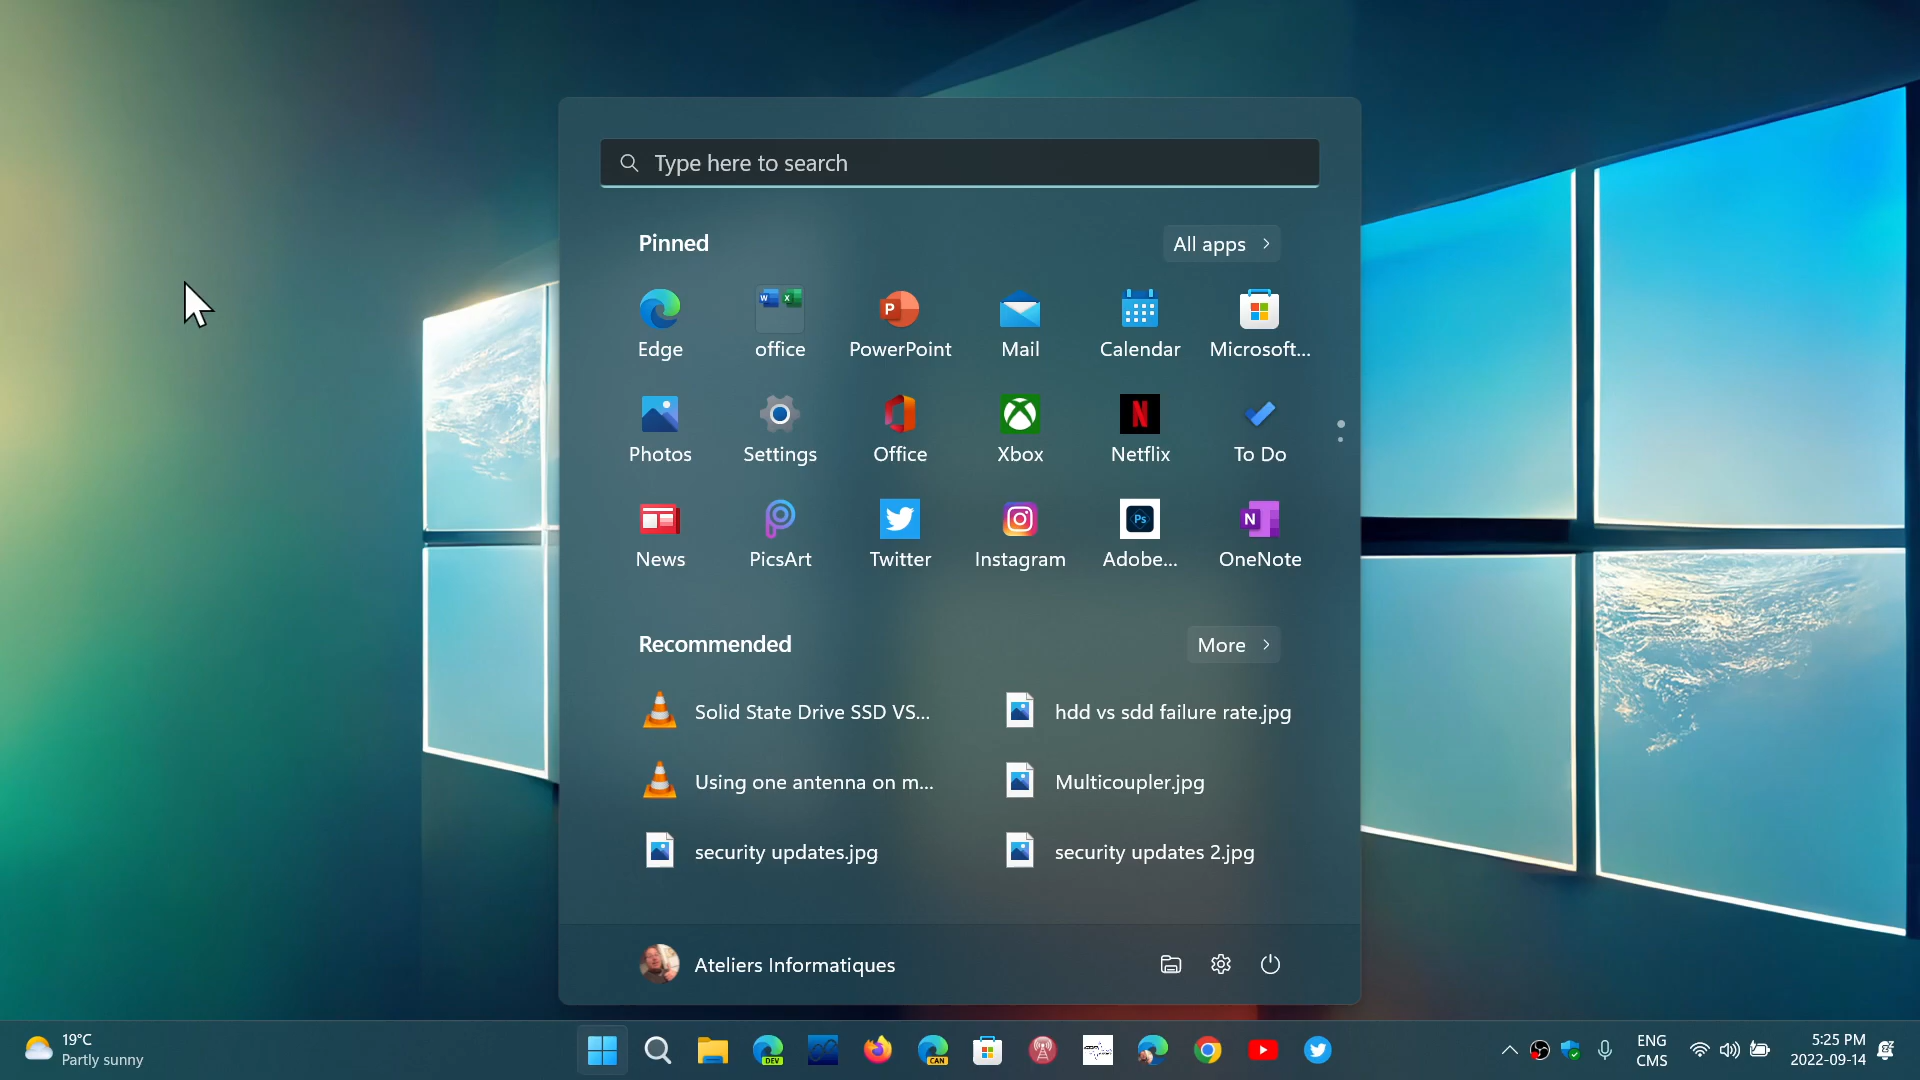 Type here to search
Pinned
All apps
Edge
office
PowerPoint
Mail
Calendar
Microsoft...
Photos
Settings
Office
Xbox
Netflix
To Do
News
PicsArt
Twitter
Instagram
Adobe...
OneNote
Recommended
More
Solid State Drive SSD VS...
hdd vs sdd failure rate.jpg
Using one antenna on m...
Multicoupler.jpg
security updates.jpg
security updates 2.jpg
Ateliers Informatiques
19°C
Partly sunny
DEV
CAN
ENG
CMS
5:25 PM
2022-09-14